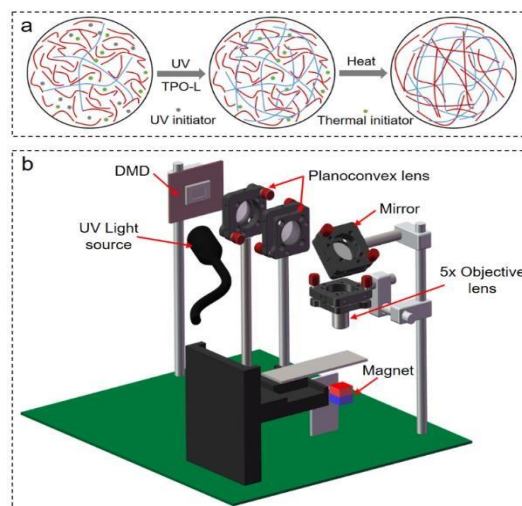 a
UV
TPO-L
Heat
UV initiator
Thermal initiator
b
DMD
Planoconvex lens
UV Light
source
Mirror
5x Objective
lens
Magnet